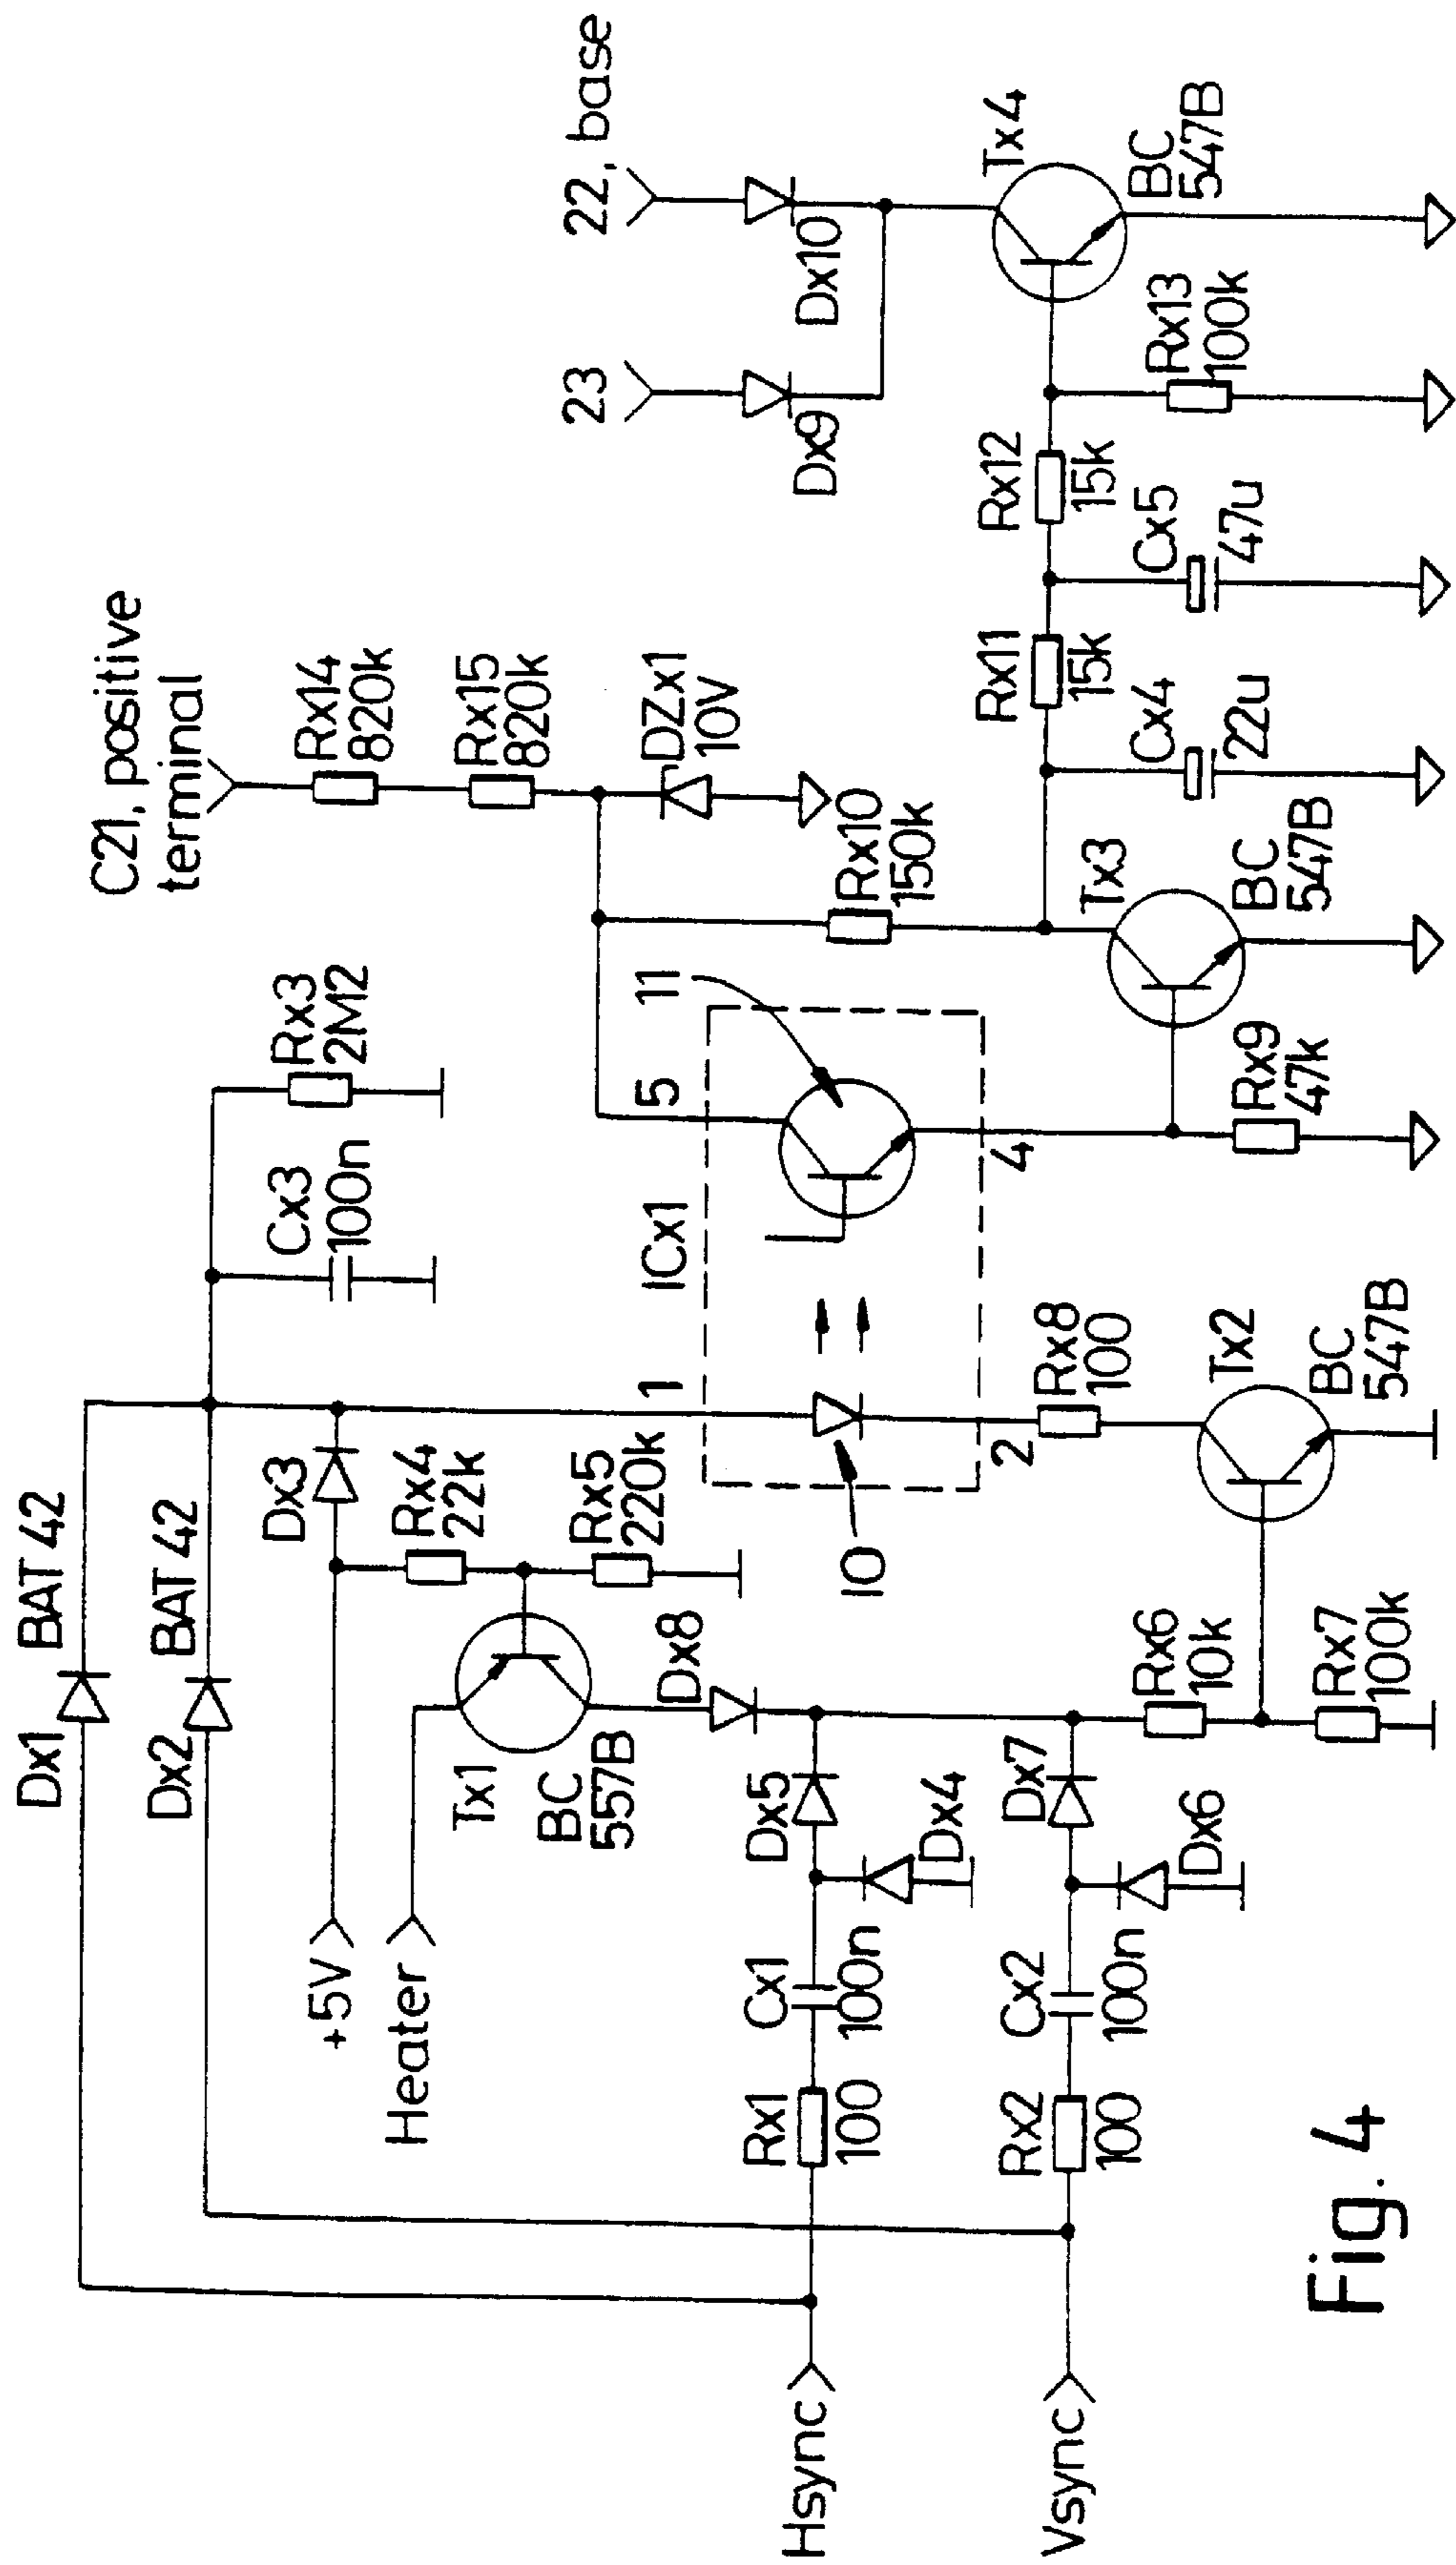 C21, positive
terminal
22, base
23
Dx1
BAT 42
Dx2
BAT 42
Dx3
Cx3
100n
Rx3
2M2
Rx14
820k
Rx15
820k
DZx1
10V
Dx10
Dx9
+5V
Heater
Rx4
22k
Rx5
220k
Tx1
BC
557B
Dx8
1
ICx1
5
11
10
2
4
Rx10
150k
Rx11
15k
Rx12
15k
Tx4
BC
547B
Rx13
100k
Cx4
22u
Cx5
47u
Tx3
BC
547B
Rx9
47k
Rx8
100
Tx2
BC
547B
Hsync
Rx1
100
Cx1
100n
Dx5
Dx4
Vsync
Rx2
100
Cx2
100n
Dx7
Dx6
Rx6
10k
Rx7
100k
Fig. 4